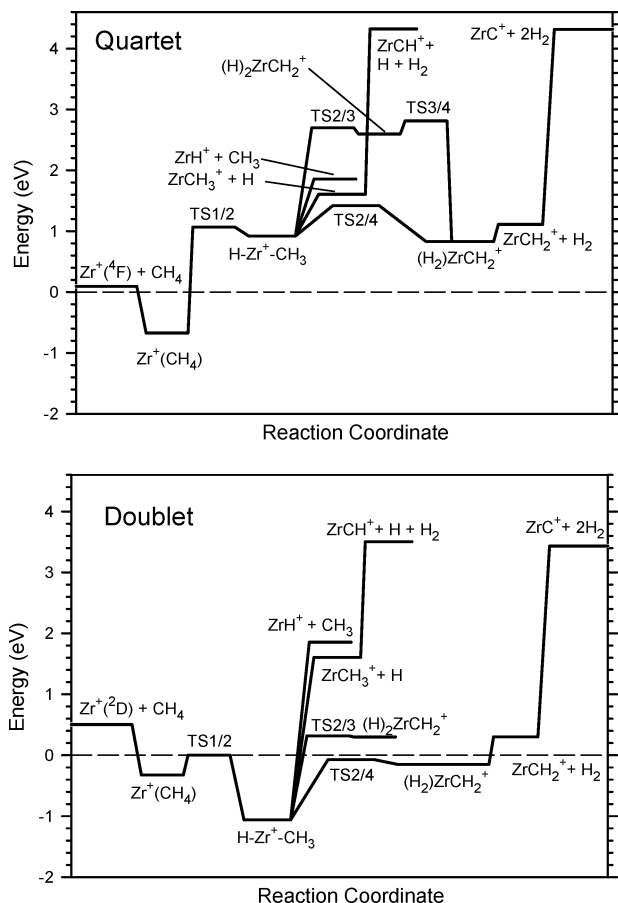 Quartet
ZrCH⁺+
H + H₂
ZrC⁺+ 2H₂
(H)₂ZrCH₂⁺
TS2/3
TS3/4
ZrH⁺ + CH₃
ZrCH₃⁺ + H
TS1/2
TS2/4
H-Zr⁺-CH₃
(H₂)ZrCH₂⁺
ZrCH₂⁺+ H₂
Zr⁺(⁴F) + CH₄
Zr⁺(CH₄)
4
3
2
1
0
-1
-2
Energy (eV)
Reaction Coordinate
Doublet
ZrCH⁺+ H + H₂
ZrC⁺+ 2H₂
ZrH⁺ + CH₃
ZrCH₃⁺ + H
Zr⁺(²D) + CH₄
TS1/2
TS2/3
(H)₂ZrCH₂⁺
TS2/4
(H₂)ZrCH₂⁺
ZrCH₂⁺+ H₂
Zr⁺(CH₄)
H-Zr⁺-CH₃
4
3
2
1
0
-1
-2
Energy (eV)
Reaction Coordinate